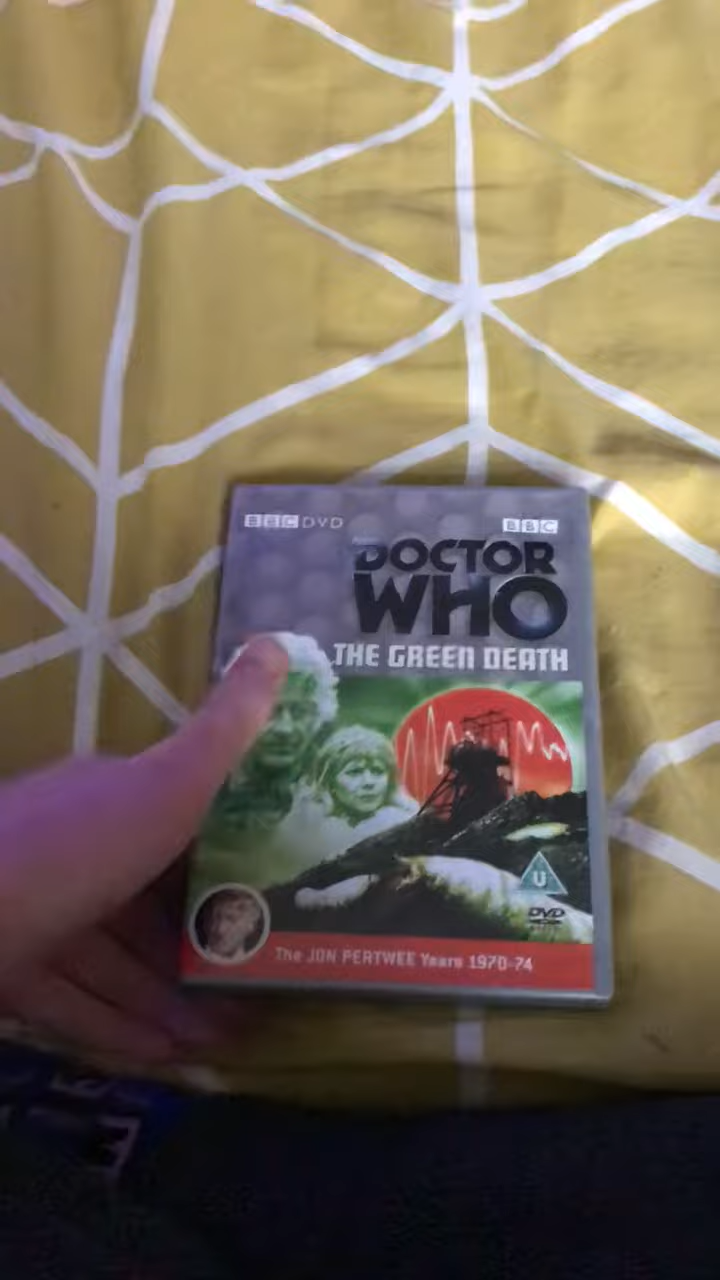 BBC DVD
BBC
DOCTOR
WHO
THE GREEN DEATH
U
DVD
The JON PERTWEE Years 1970-74